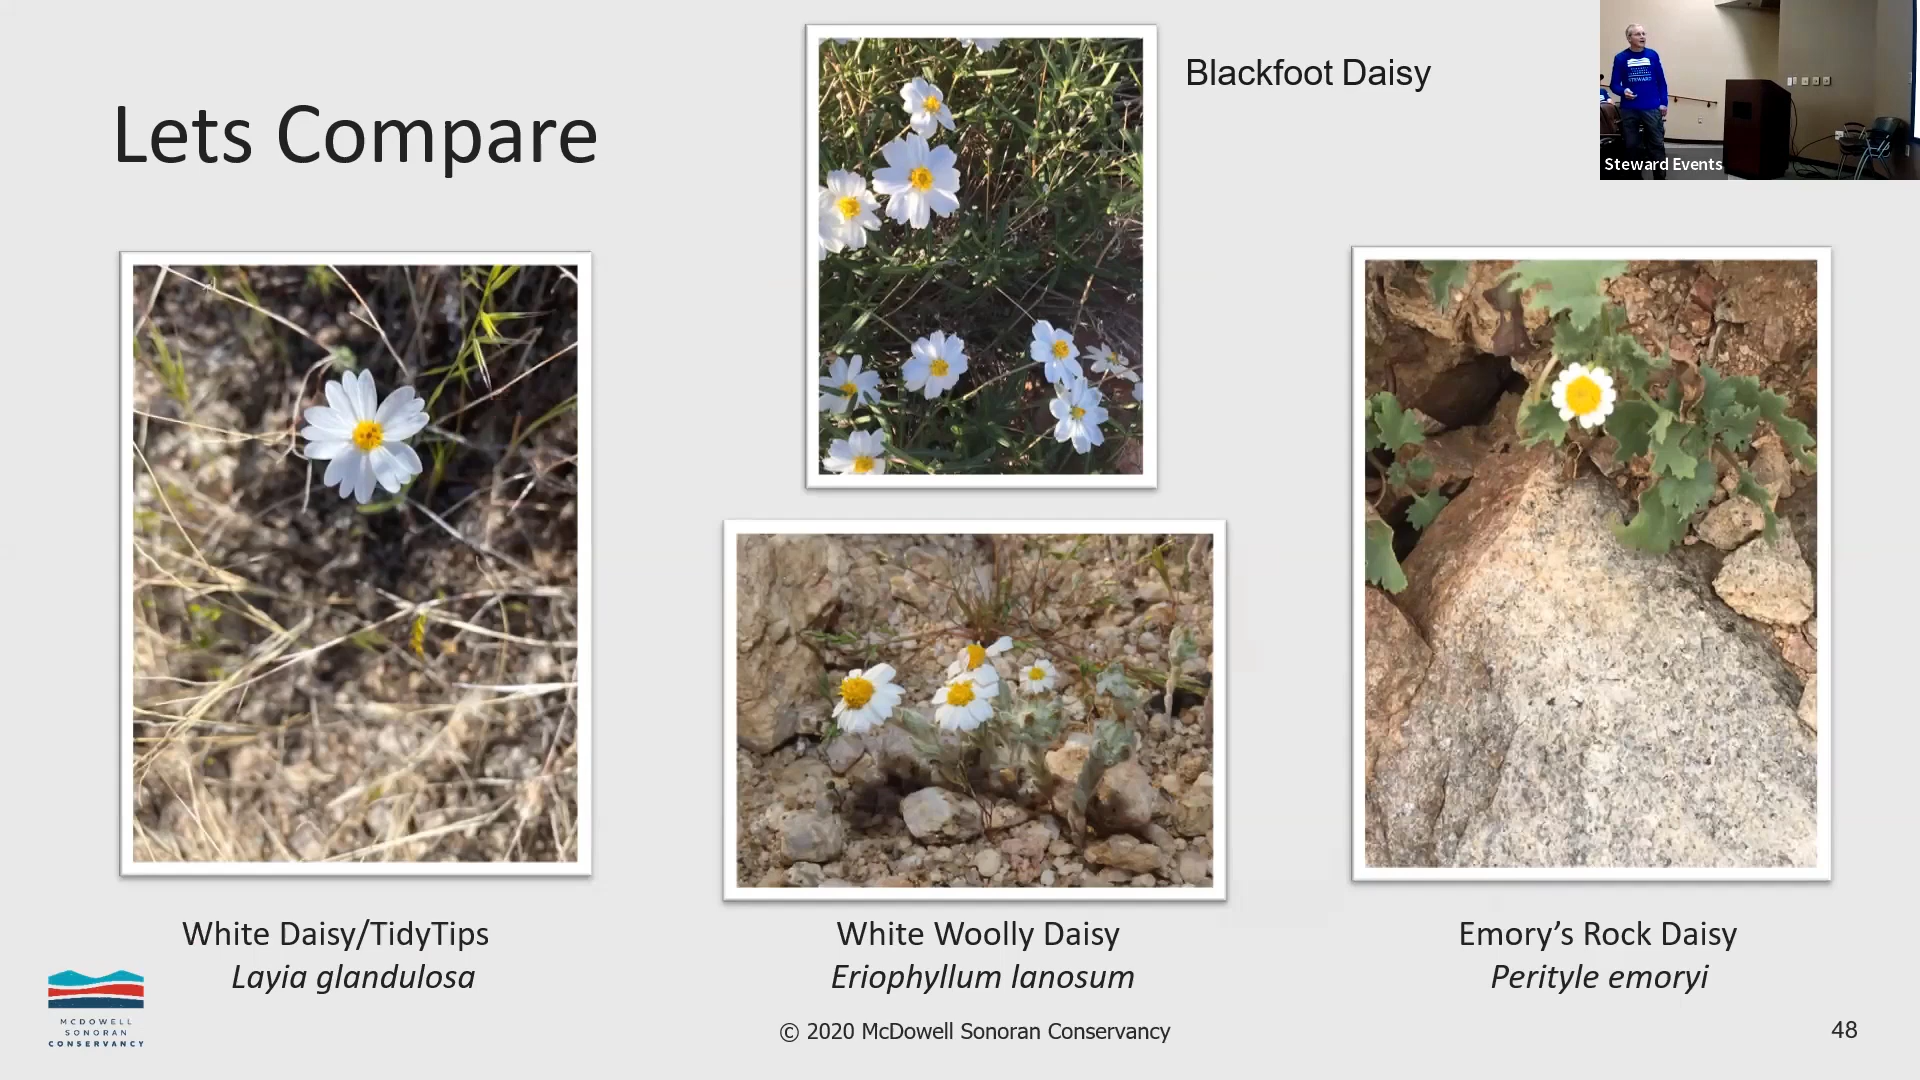 Lets Compare
Blackfoot Daisy
STEWARD
Steward Events
White Daisy/TidyTips
Layia glandulosa
White Woolly Daisy
Eriophyllum lanosum
Emory’s Rock Daisy
Perityle emoryi
MCDOWELL
SONORAN
CONSERVANCY
© 2020 McDowell Sonoran Conservancy
48